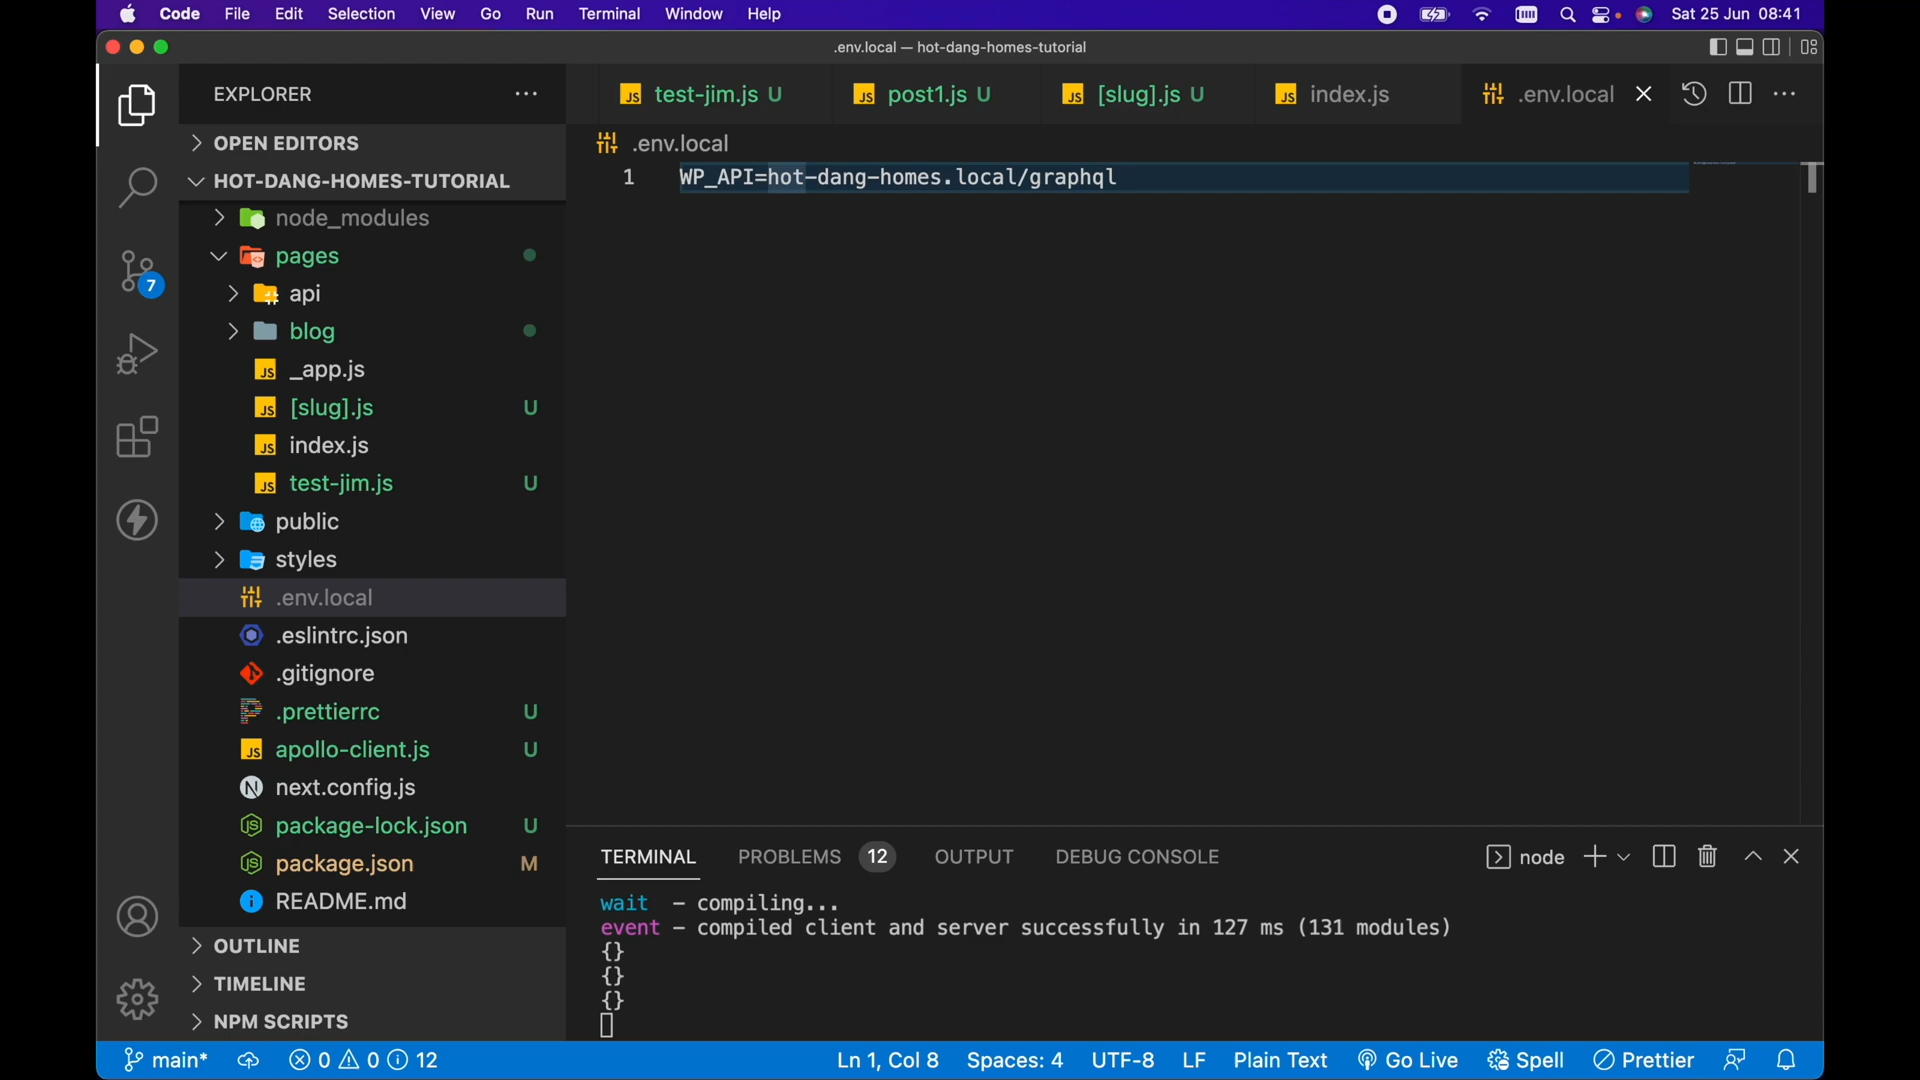 Code File Edit Selection View Go Run Terminal Window Help Sat 25 Jun 08:41
.env.local — hot-dang-homes-tutorial
EXPLORER
test-jim.js U post1.js U [slug].js U index.js .env.local
OPEN EDITORS
.env.local
HOT-DANG-HOMES-TUTORIAL
1 WP_API=hot-dang-homes.local/graphql
node_modules
pages
api
7
blog
_app.js
[slug].js U
index.js
test-jim.js U
public
styles
.env.local
.eslintrc.json
.gitignore
.prettierrc U
apollo-client.js U
next.config.js
package-lock.json U
package.json M
README.md
OUTLINE
TIMELINE
NPM SCRIPTS
TERMINAL PROBLEMS 12 OUTPUT DEBUG CONSOLE node
wait - compiling...
event - compiled client and server successfully in 127 ms (131 modules)
{}
{}
{}
main* 0 0 12 Ln 1, Col 8 Spaces: 4 UTF-8 LF Plain Text Go Live Spell Prettier